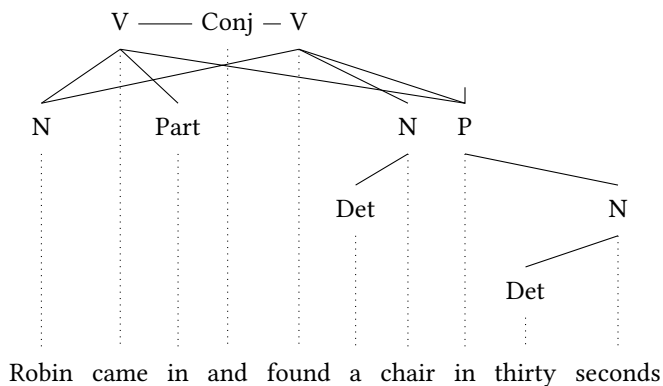 V Conj V
N Part N P
Det N
Det
Robin came in and found a chair in thirty seconds